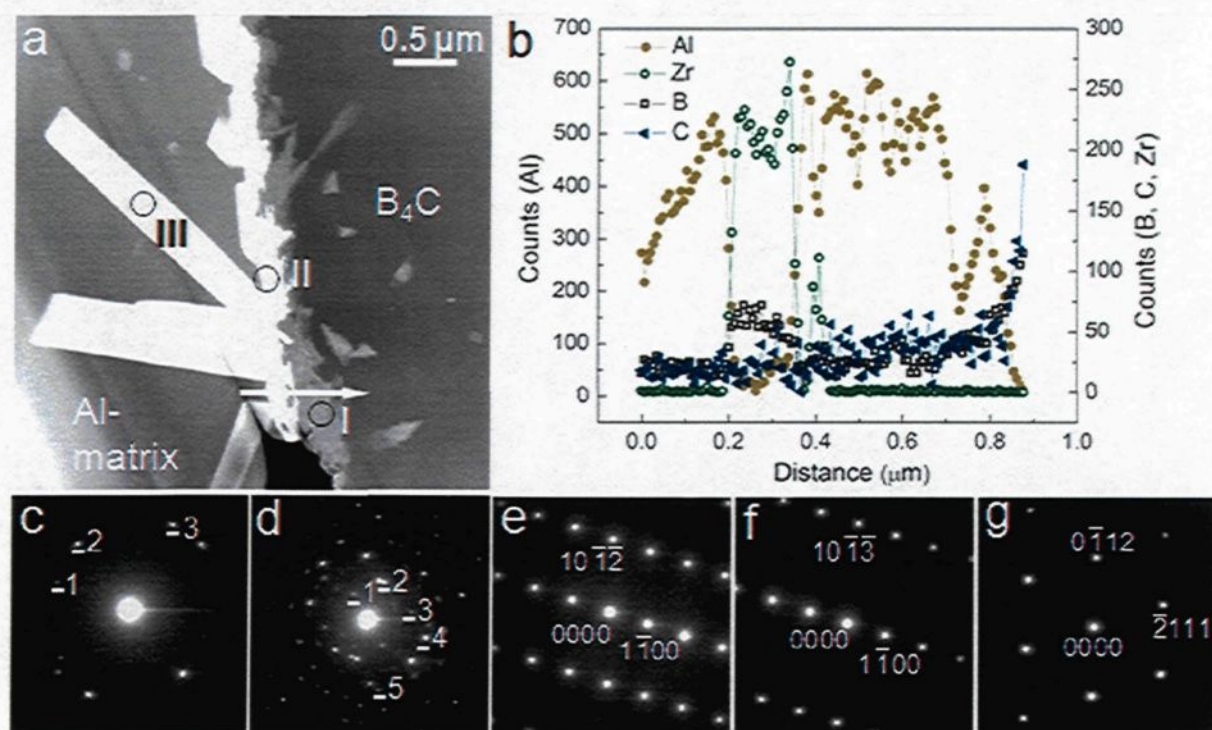 a
0.5 µm
III
II
B₄C
I
Al-
matrix
b
Al
Zr
B
C
Counts (Al)
700
600
500
400
300
200
100
0
Counts (B, C, Zr)
300
250
200
150
100
50
0
0.0 0.2 0.4 0.6 0.8 1.0
Distance (µm)
c
1
2
3
d
1
2
3
4
5
e
10 1̅ 2̅
0000
1 1̅00
f
10 1̅ 3̅
0000
1 1̅00
g
0 1̅12
0000
2̅111